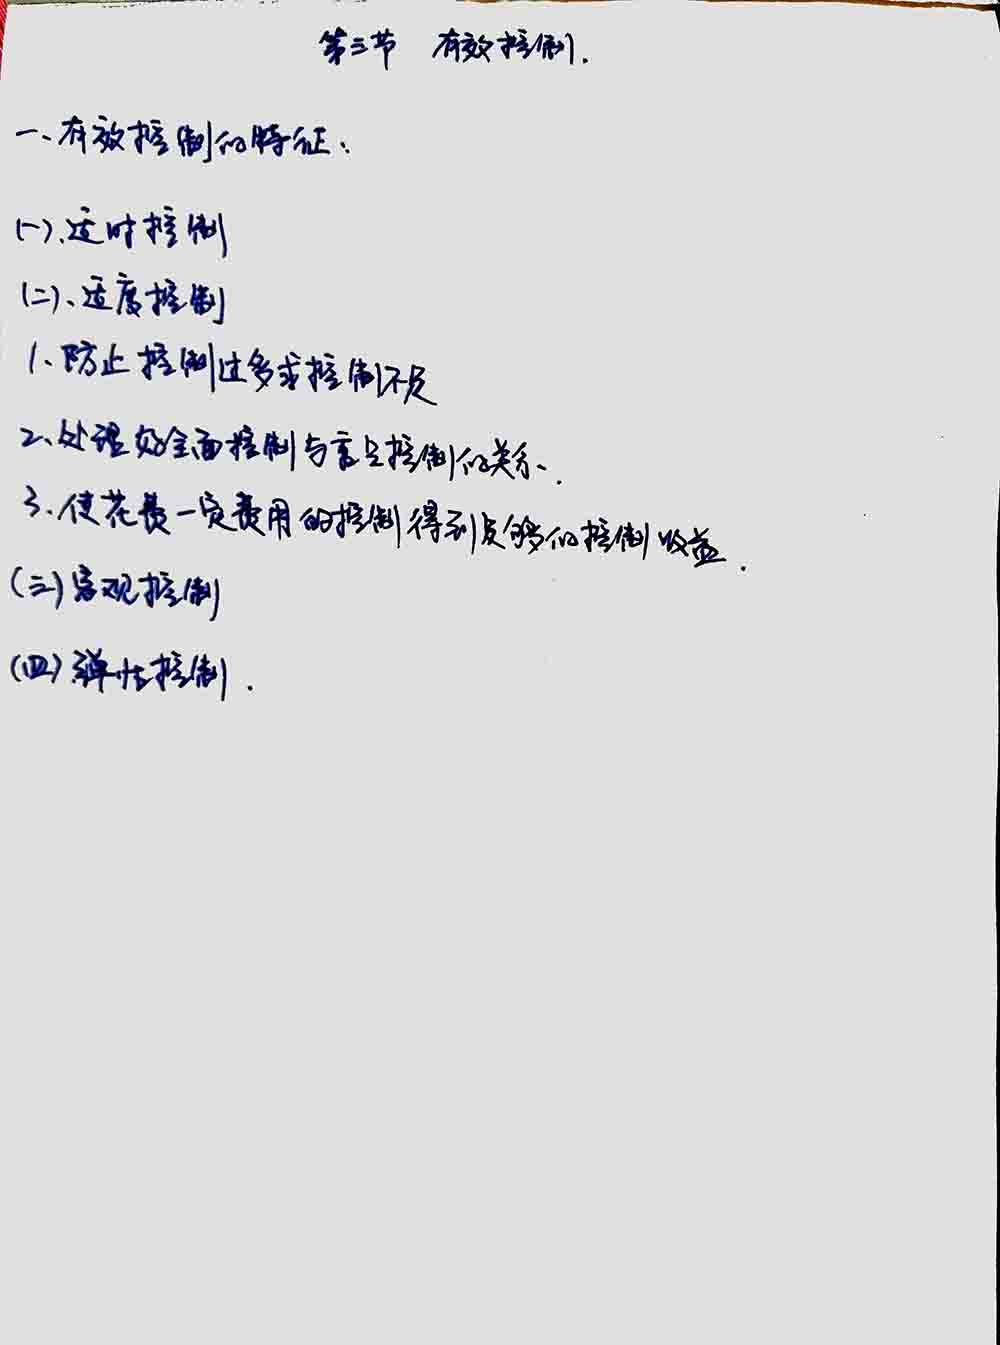 第三节 有效控制.
一、有效控制的特征、
(一)、适时控制
(二)、适度控制
1、防止控制过多或控制不足
2、处理好全面控制与重点控制的关系、.
3、使花费一定费用的控制得到足够的控制收益.
(三)客观控制
(四)弹性控制.